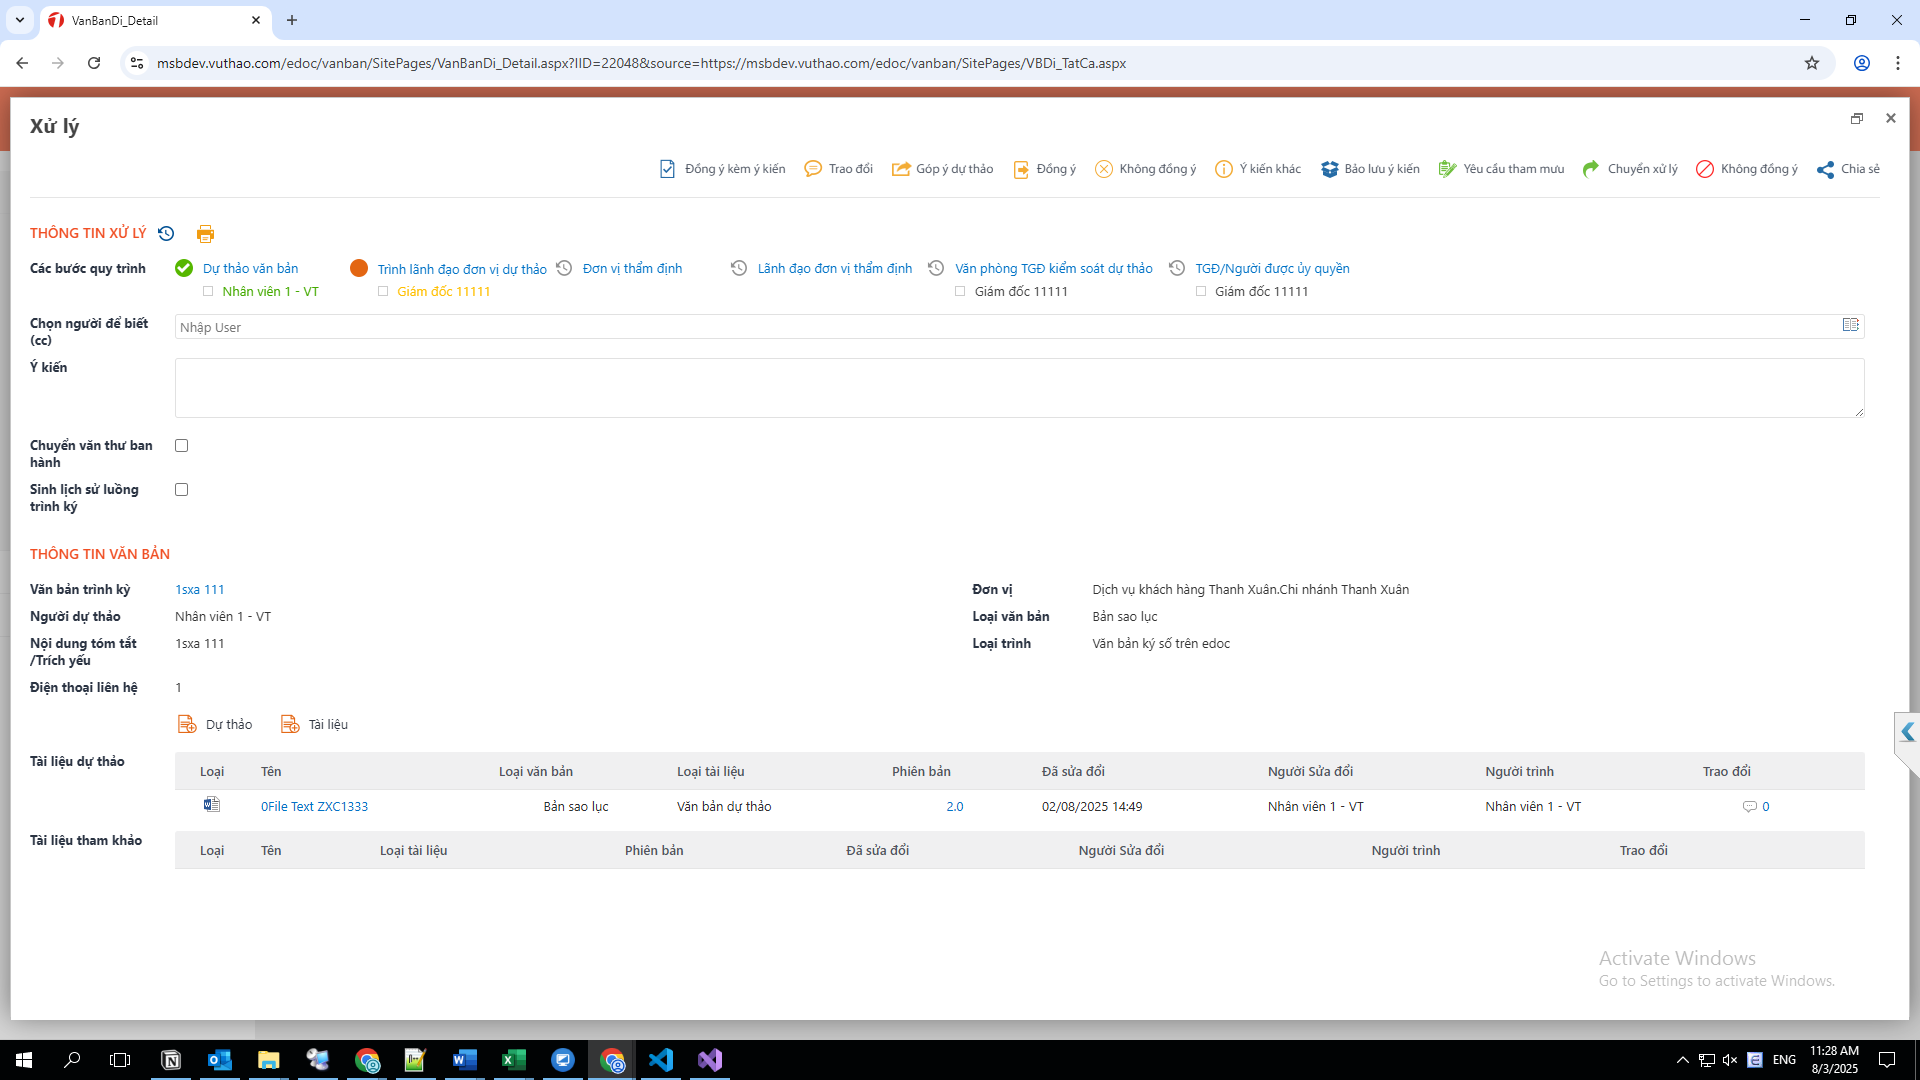 VanBanDi_Detail
msbdev.vuthao.com/edoc/vanban/SitePages/VanBanDi_Detail.aspx?IID=22048&source=https://msbdev.vuthao.com/edoc/vanban/SitePages/VBDi_TatCa.aspx
Xử lý
Đồng ý kèm ý kiến Trao đổi Góp ý dự thảo Đồng ý Không đồng ý Ý kiến khác Bảo lưu ý kiến Yêu cầu tham mưu Chuyển xử lý Không đồng ý Chia sẻ
THÔNG TIN XỬ LÝ
Các bước quy trình Dự thảo văn bản Trình lãnh đạo đơn vị dự thảo Đơn vị thẩm định Lãnh đạo đơn vị thẩm định Văn phòng TGĐ kiểm soát dự thảo TGĐ/Người được ủy quyền
Nhân viên 1 - VT Giám đốc 11111 Giám đốc 11111 Giám đốc 11111
Chọn người để biết
(cc)
Nhập User
Ý kiến
Chuyển văn thư ban
hành
Sinh lịch sử luồng
trình ký
THÔNG TIN VĂN BẢN
Văn bản trình ký 1sxa 111 Đơn vị Dịch vụ khách hàng Thanh Xuân.Chi nhánh Thanh Xuân
Người dự thảo Nhân viên 1 - VT Loại văn bản Bản sao lục
Nội dung tóm tắt
/Trích yếu
1sxa 111 Loại trình Văn bản ký số trên edoc
Điện thoại liên hệ 1
Dự thảo Tài liệu
Tài liệu dự thảo Loại Tên Loại văn bản Loại tài liệu Phiên bản Đã sửa đổi Người Sửa đổi Người trình Trao đổi
0File Text ZXC1333 Bản sao lục Văn bản dự thảo 2.0 02/08/2025 14:49 Nhân viên 1 - VT Nhân viên 1 - VT 0
Tài liệu tham khảo Loại Tên Loại tài liệu Phiên bản Đã sửa đổi Người Sửa đổi Người trình Trao đổi
Activate Windows
Go to Settings to activate Windows.
ENG
11:28 AM
8/3/2025